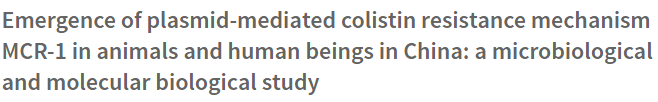 Emergence of plasmid-mediated colistin resistance mechanism
MCR-1 in animals and human beings in China: a microbiological
and molecular biological study